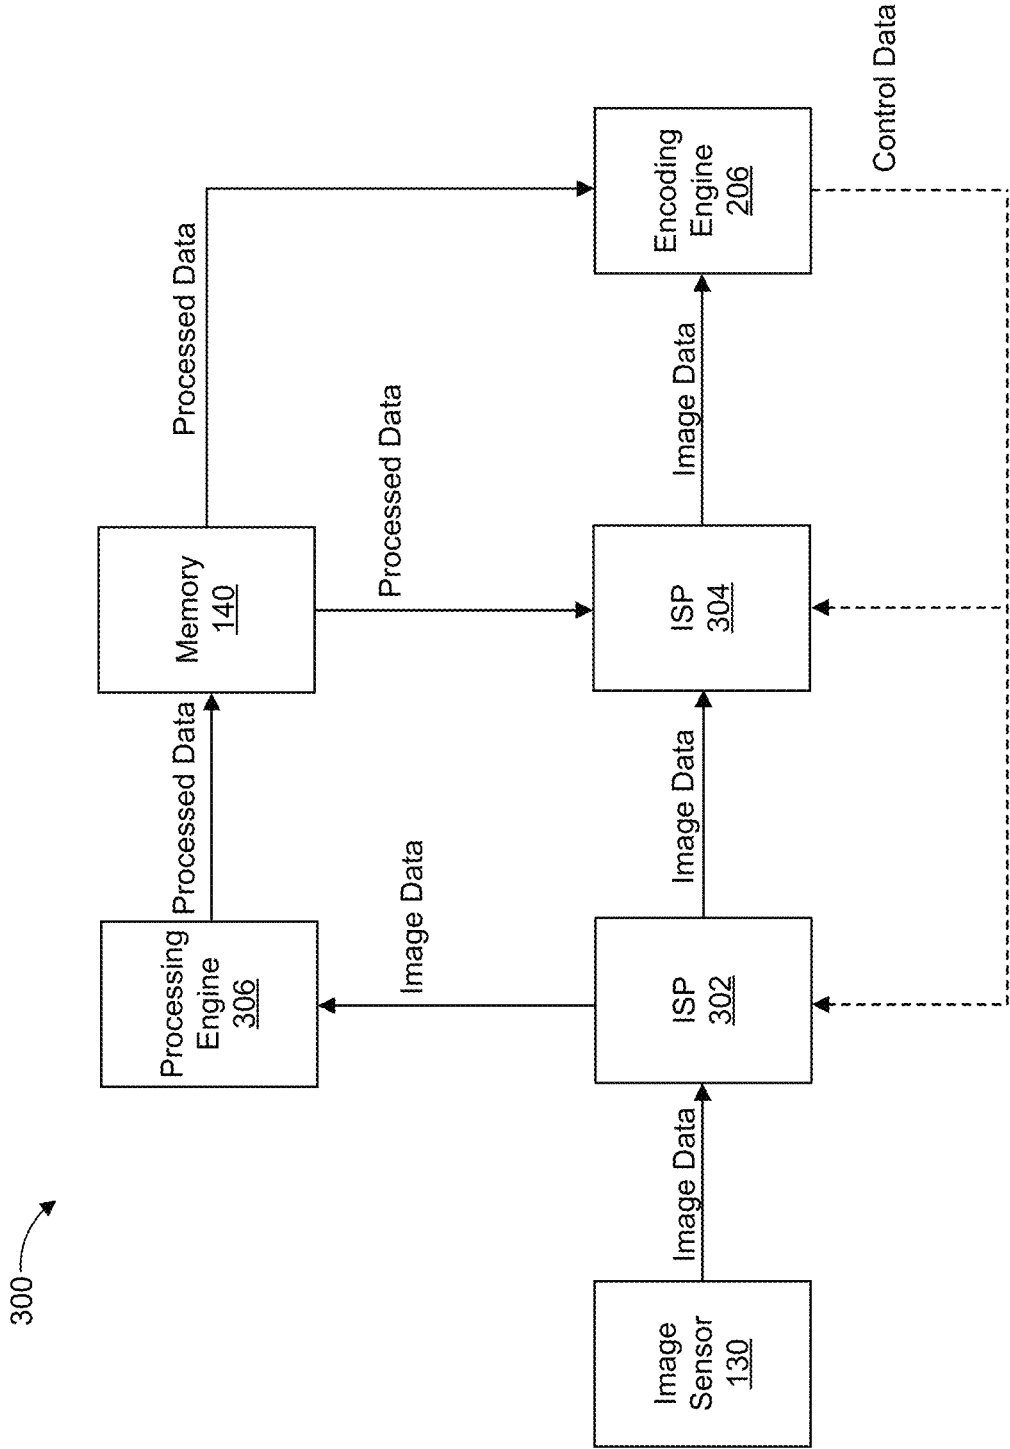 300
Processing
Engine
306
Processed Data
Memory
140
Processed Data
Image Data
Processed Data
Image
Sensor
130
Image Data
ISP
302
Image Data
ISP
304
Image Data
Encoding
Engine
206
Control Data